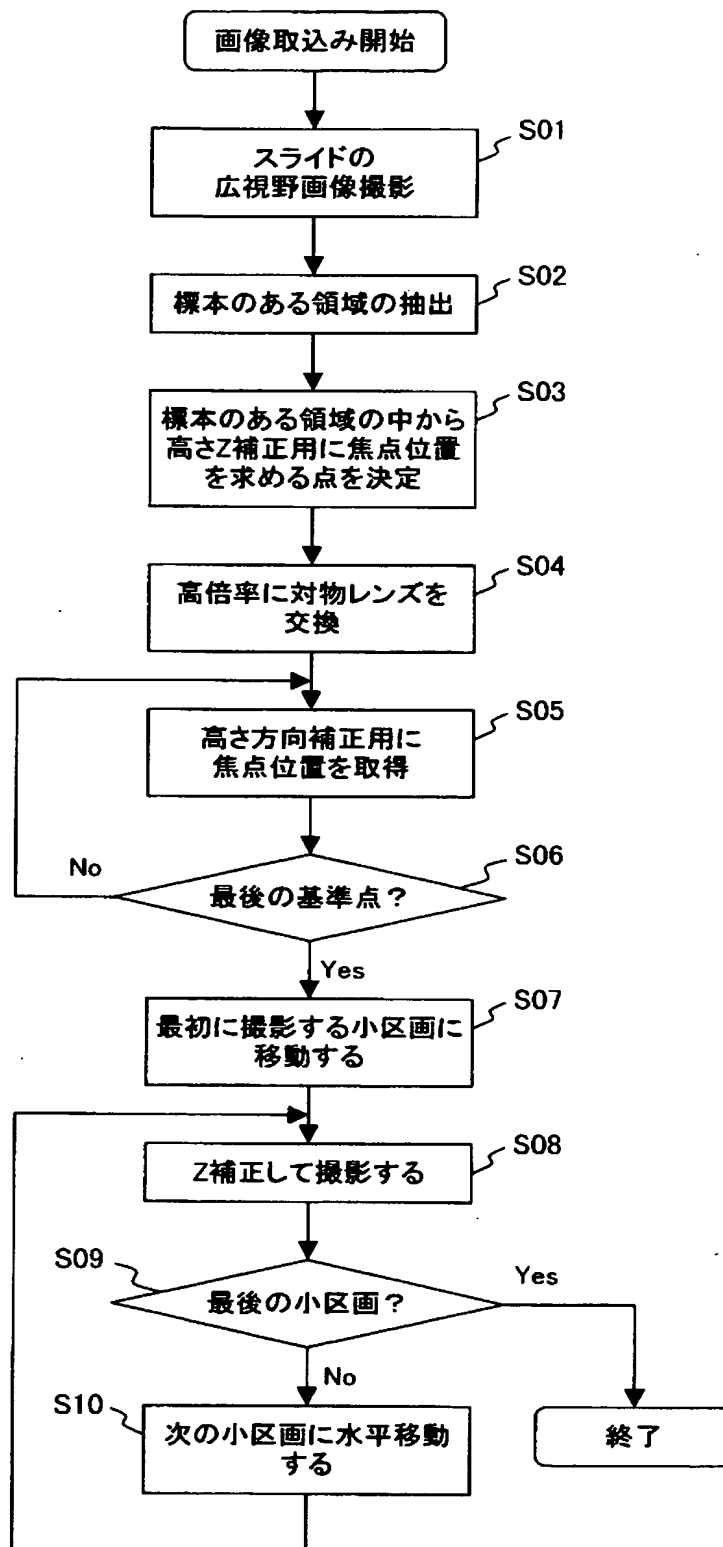 画像取込み開始
S01
スライドの
広視野画像撮影
S02
標本のある領域の抽出
S03
標本のある領域の中から
高さZ補正用に焦点位置
を求める点を決定
S04
高倍率に対物レンズを
交換
S05
高さ方向補正用に
焦点位置を取得
S06
No
最後の基準点?
Yes
S07
最初に撮影する小区画に
移動する
S08
Z補正して撮影する
S09
最後の小区画?
Yes
No
S10
次の小区画に水平移動
する
終了